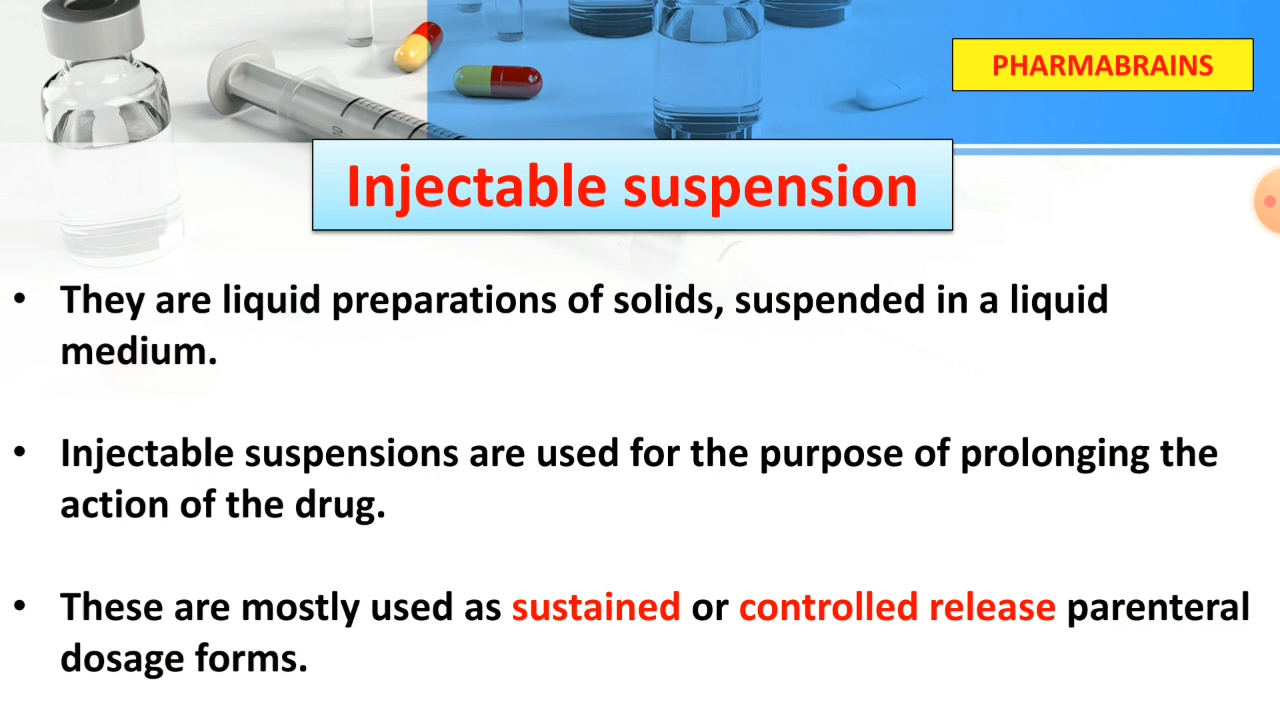 PHARMABRAINS
Injectable suspension
• They are liquid preparations of solids, suspended in a liquid
medium.
• Injectable suspensions are used for the purpose of prolonging the
action of the drug.
• These are mostly used as sustained or controlled release parenteral
dosage forms.